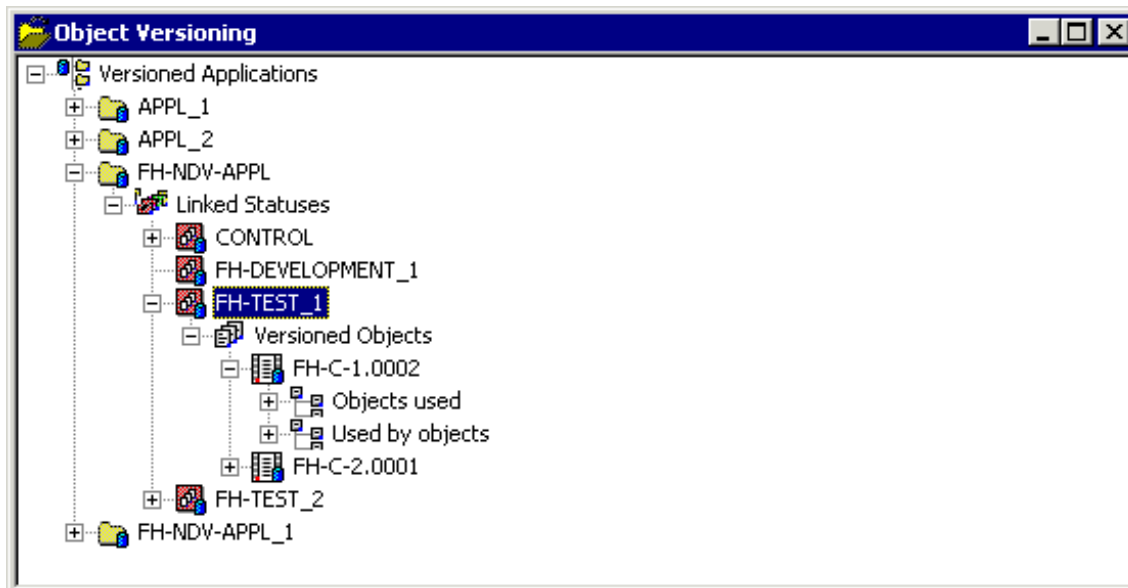 Object Versioning
Versioned Applications
APPL_1
APPL_2
FH-NDV-APPL
Linked Statuses
CONTROL
FH-DEVELOPMENT_1
FH-TEST_1
Versioned Objects
FH-C-1.0002
Objects used
Used by objects
FH-C-2.0001
FH-TEST_2
FH-NDV-APPL_1